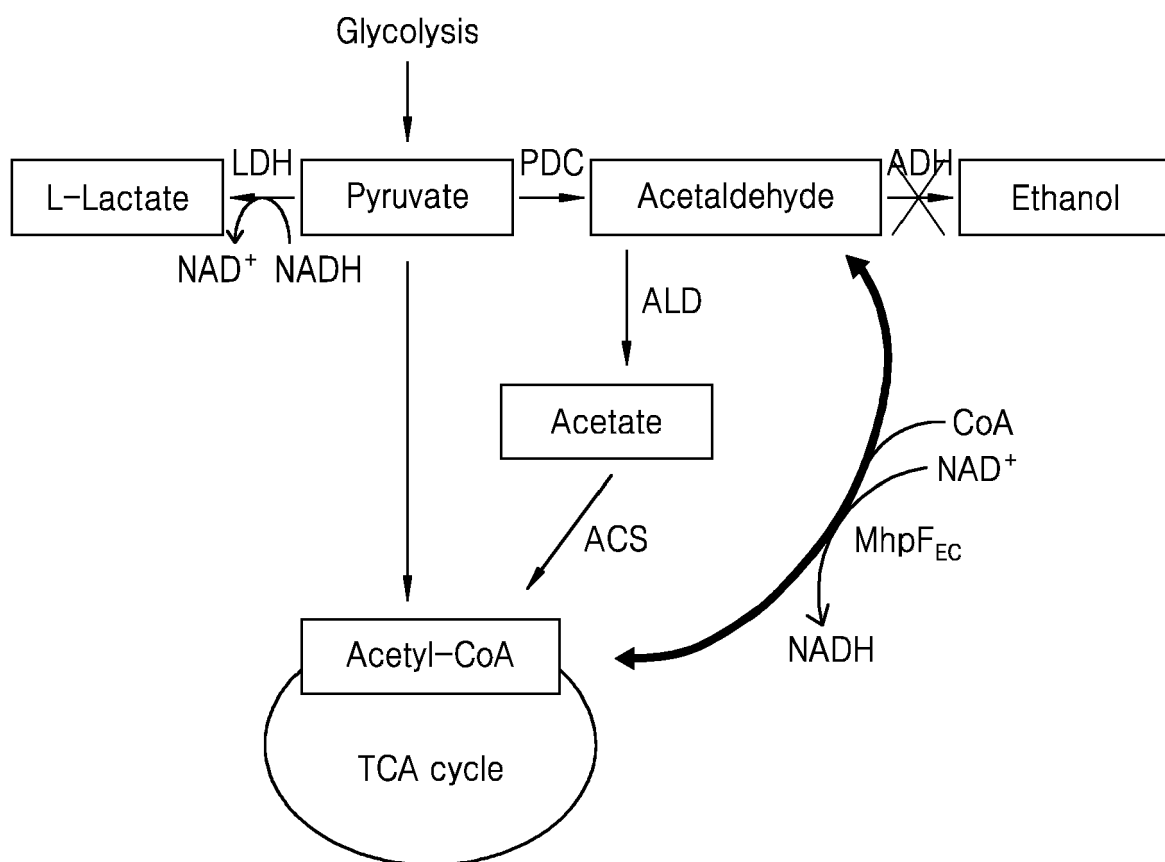 Glycolysis
LDH
PDC
ADH
L-Lactate
Pyruvate
Acetaldehyde
Ethanol
NAD+
NADH
ALD
Acetate
CoA
NAD+
ACS
MhpFEC
NADH
Acetyl-CoA
TCA cycle